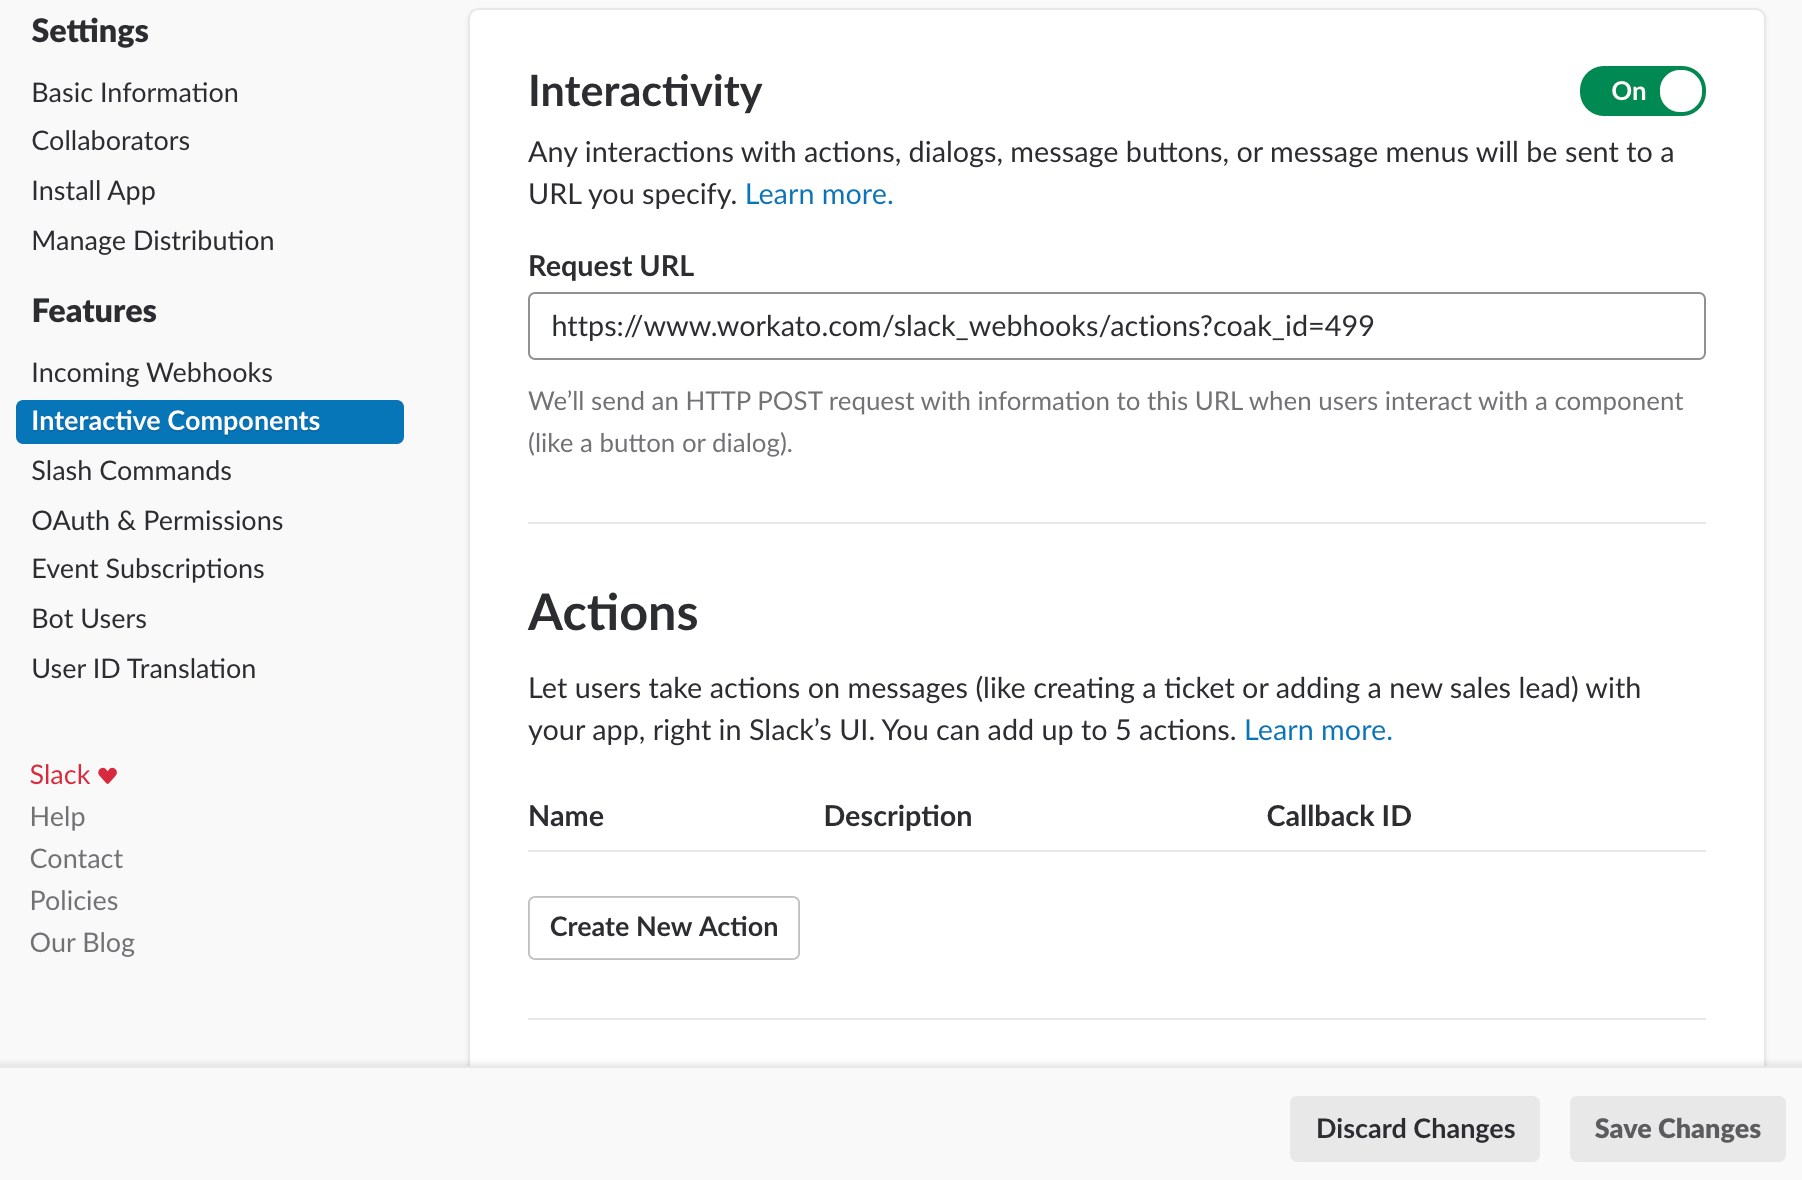 Settings
Basic Information
Collaborators
Install App
Manage Distribution
Features
Incoming Webhooks
Interactive Components
Slash Commands
OAuth & Permissions
Event Subscriptions
Bot Users
User ID Translation
Slack ♥
Help
Contact
Policies
Our Blog
Interactivity
On
Any interactions with actions, dialogs, message buttons, or message menus will be sent to a
URL you specify. Learn more.
Request URL
https://www.workato.com/slack_webhooks/actions?coak_id=499
We’ll send an HTTP POST request with information to this URL when users interact with a component
(like a button or dialog).
Actions
Let users take actions on messages (like creating a ticket or adding a new sales lead) with
your app, right in Slack’s UI. You can add up to 5 actions. Learn more.
Name Description Callback ID
Create New Action
Discard Changes Save Changes